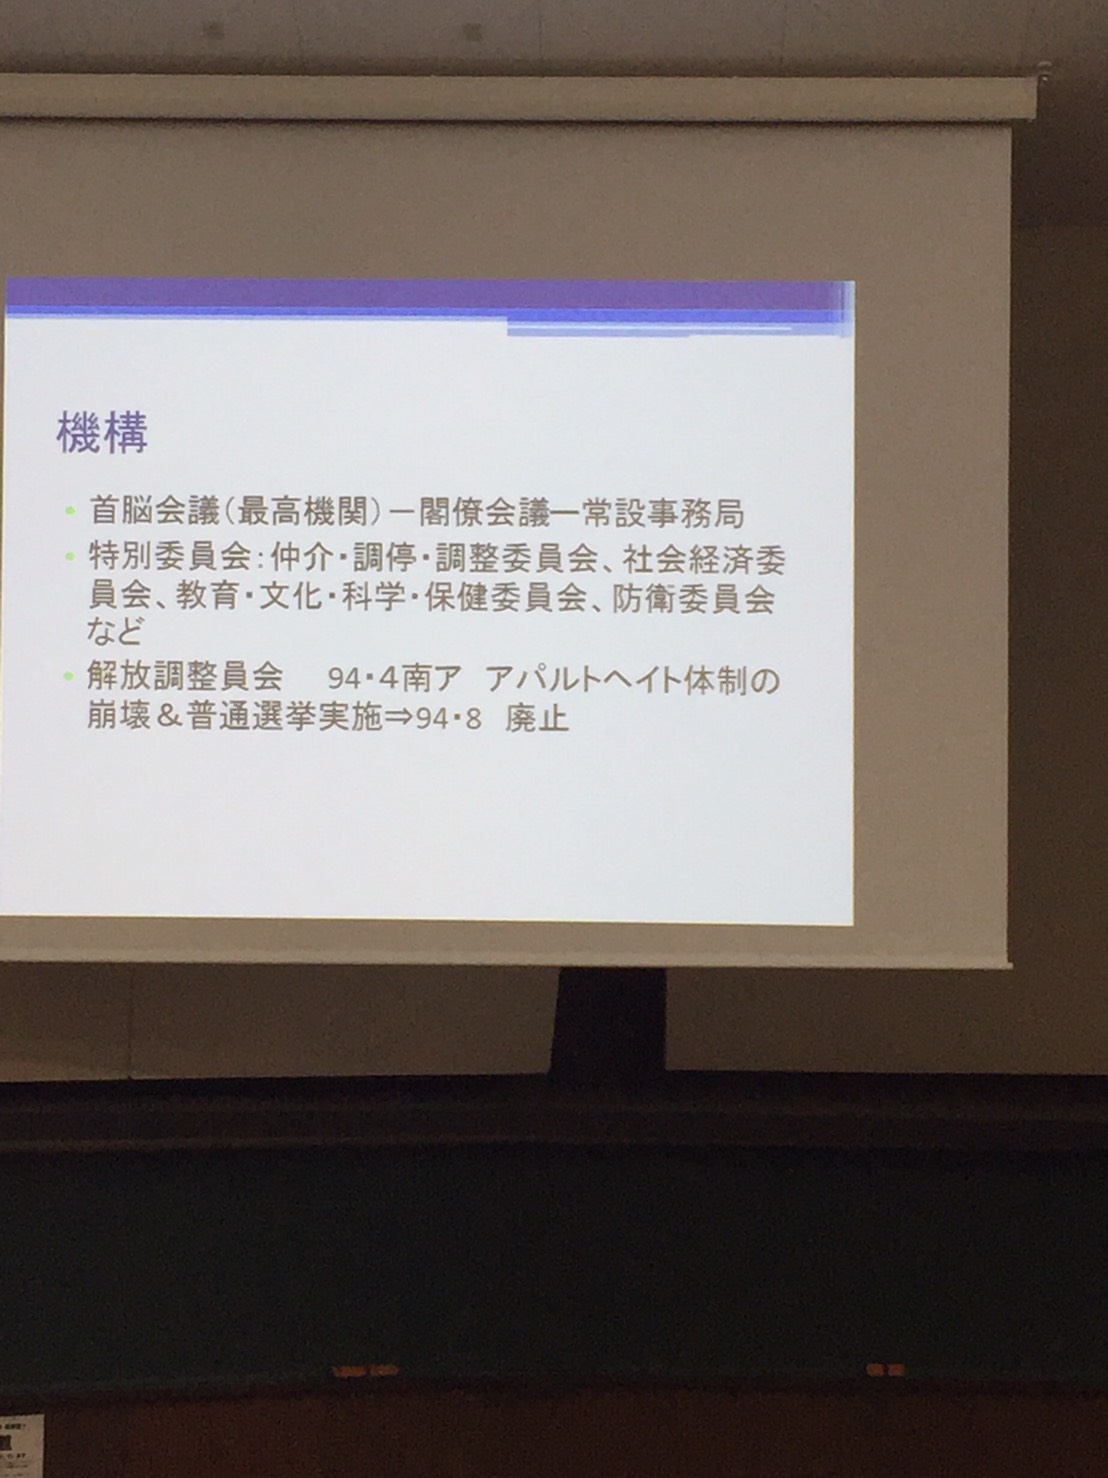 機構
・首脳会議(最高機関)－閣僚会議―常設事務局
・特別委員会:仲介・調停・調整委員会、社会経済委
員会、教育・文化・科学・保健委員会、防衛委員会
など
・解放調整員会　94・4南ア　アパルトヘイト体制の
崩壊＆普通選挙実施⇒94・8　廃止